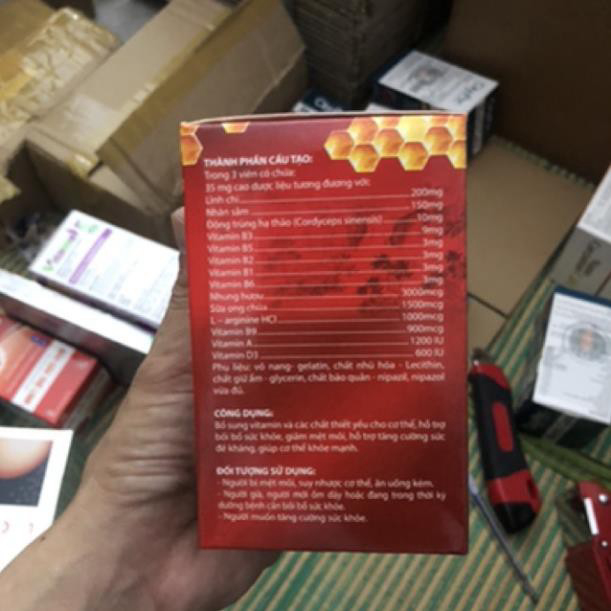 THÀNH PHẦN CẤU TẠO:
Trong 3 viên có chứa:
35 mg cao dược liệu tương đương với:
Linh chi 200mg
Nhân sâm 150mg
Đông trùng hạ thảo (Cordyceps sinensis) 10mg
Vitamin B3 9mg
Vitamin B5 3mg
Vitamin B2 3mg
Vitamin B1 3mg
Vitamin B6 3mg
Nhung hươu 3000mcg
Sữa ong chúa 1500mcg
L - arginine HCl 1000mcg
Vitamin B9 900mcg
Vitamin A 1200 IU
Vitamin D3 600 IU
Phụ liệu: vỏ nang- gelatin, chất nhũ hóa - Lecithin,
chất giữ ẩm - glycerin, chất bảo quản - nipazil, nipazol
vừa đủ.
CÔNG DỤNG:
Bổ sung vitamin và các chất thiết yếu cho cơ thể, hỗ trợ
bồi bổ sức khỏe, giảm mệt mỏi, hỗ trợ tăng cường sức
đề kháng, giúp cơ thể khỏe mạnh.
ĐỐI TƯỢNG SỬ DỤNG:
- Người bị mệt mỏi, suy nhược cơ thể, ăn uống kém.
- Người già, người mới ốm dậy hoặc đang trong thời kỳ
dưỡng bệnh cần bồi bổ sức khỏe.
- Người muốn tăng cường sức khỏe.